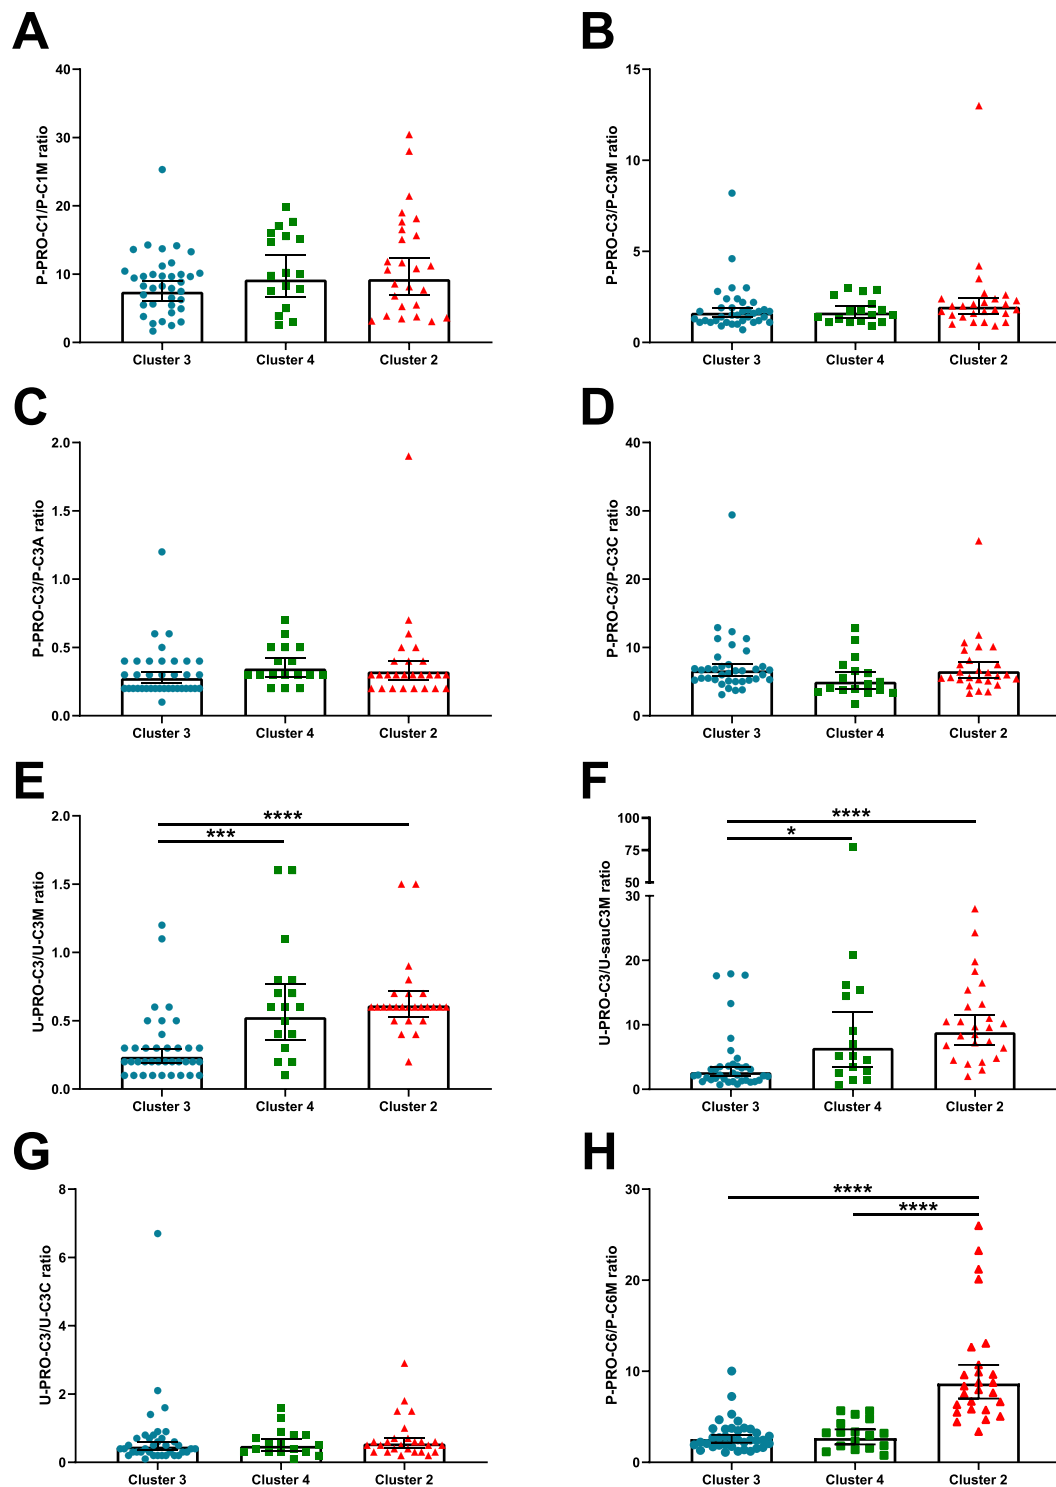 A
P-PRO-C1/P-C1M ratio
40
30
20
10
0
Cluster 3 Cluster 4 Cluster 2
B
P-PRO-C3/P-C3M ratio
15
10
5
0
Cluster 3 Cluster 4 Cluster 2
C
P-PRO-C3/P-C3A ratio
2.0
1.5
1.0
0.5
0.0
Cluster 3 Cluster 4 Cluster 2
D
P-PRO-C3/P-C3C ratio
40
30
20
10
0
Cluster 3 Cluster 4 Cluster 2
E
U-PRO-C3/U-C3M ratio
2.0
1.5
1.0
0.5
0.0
****
***
Cluster 3 Cluster 4 Cluster 2
F
U-PRO-C3/U-sauC3M ratio
100
75
50
30
20
10
0
****
*
Cluster 3 Cluster 4 Cluster 2
G
U-PRO-C3/U-C3C ratio
8
6
4
2
0
Cluster 3 Cluster 4 Cluster 2
H
P-PRO-C6/P-C6M ratio
30
20
10
0
****
****
Cluster 3 Cluster 4 Cluster 2